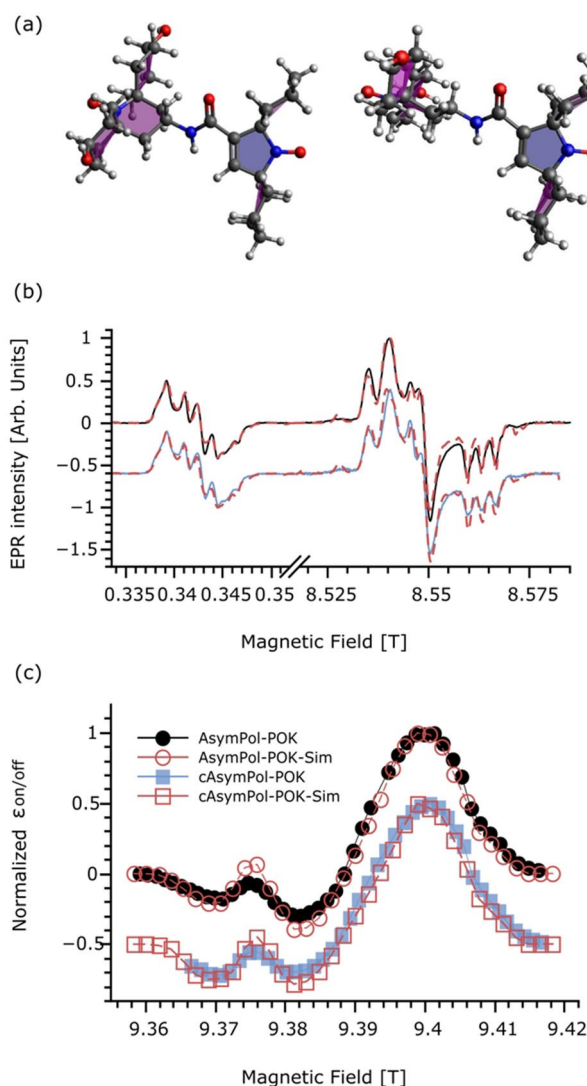 (a)
(b)
EPR intensity [Arb. Units]
1
0.5
0
−0.5
−1
−1.5
0.335 0.34 0.345 0.35 8.525 8.55 8.575
Magnetic Field [T]
(c)
Normalized εon/off
1
0.5
0
−0.5
AsymPol-POK
AsymPol-POK-Sim
cAsymPol-POK
cAsymPol-POK-Sim
9.36 9.37 9.38 9.39 9.4 9.41 9.42
Magnetic Field [T]